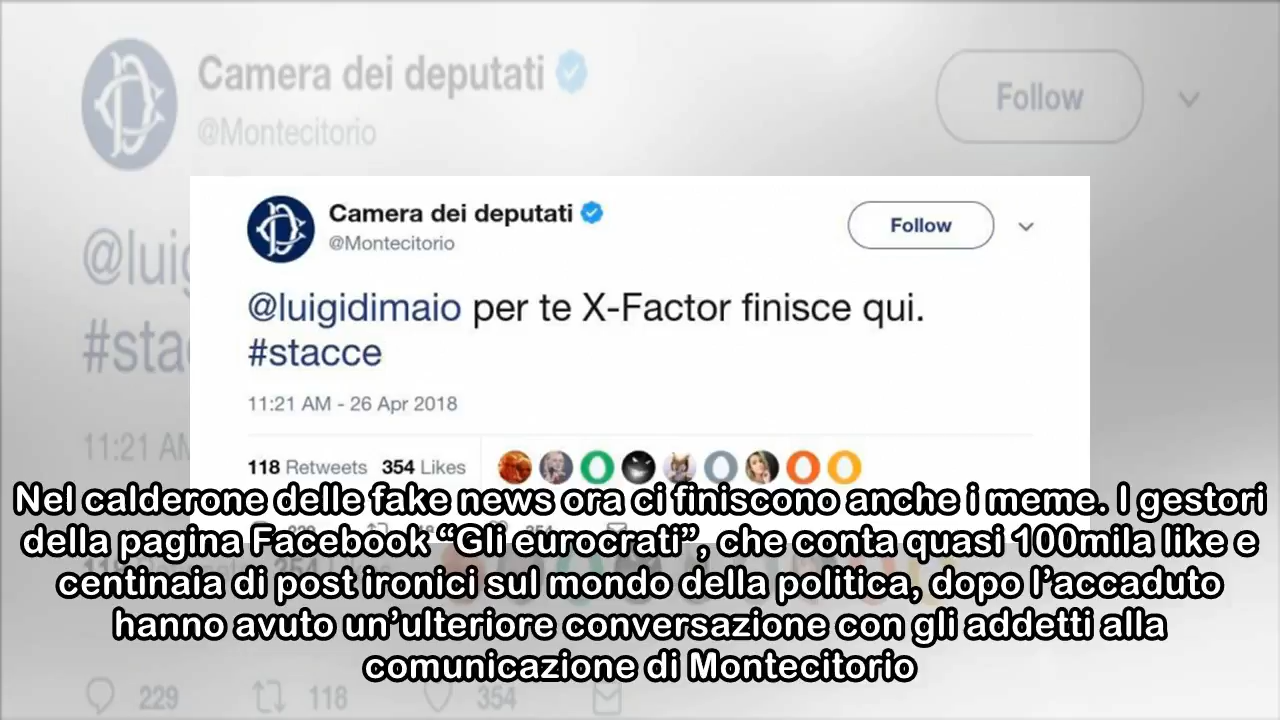 Camera dei deputati
@Montecitorio
Follow
Camera dei deputati
@Montecitorio
Follow
@luigidimaio per te X-Factor finisce qui.
#stacce
11:21 AM - 26 Apr 2018
118 Retweets 354 Likes
Nel calderone delle fake news ora ci finiscono anche i meme. I gestori
della pagina Facebook “Gli eurocrati”, che conta quasi 100mila like e
centinaia di post ironici sul mondo della politica, dopo l’accaduto
hanno avuto un’ulteriore conversazione con gli addetti alla
comunicazione di Montecitorio
229 118 354